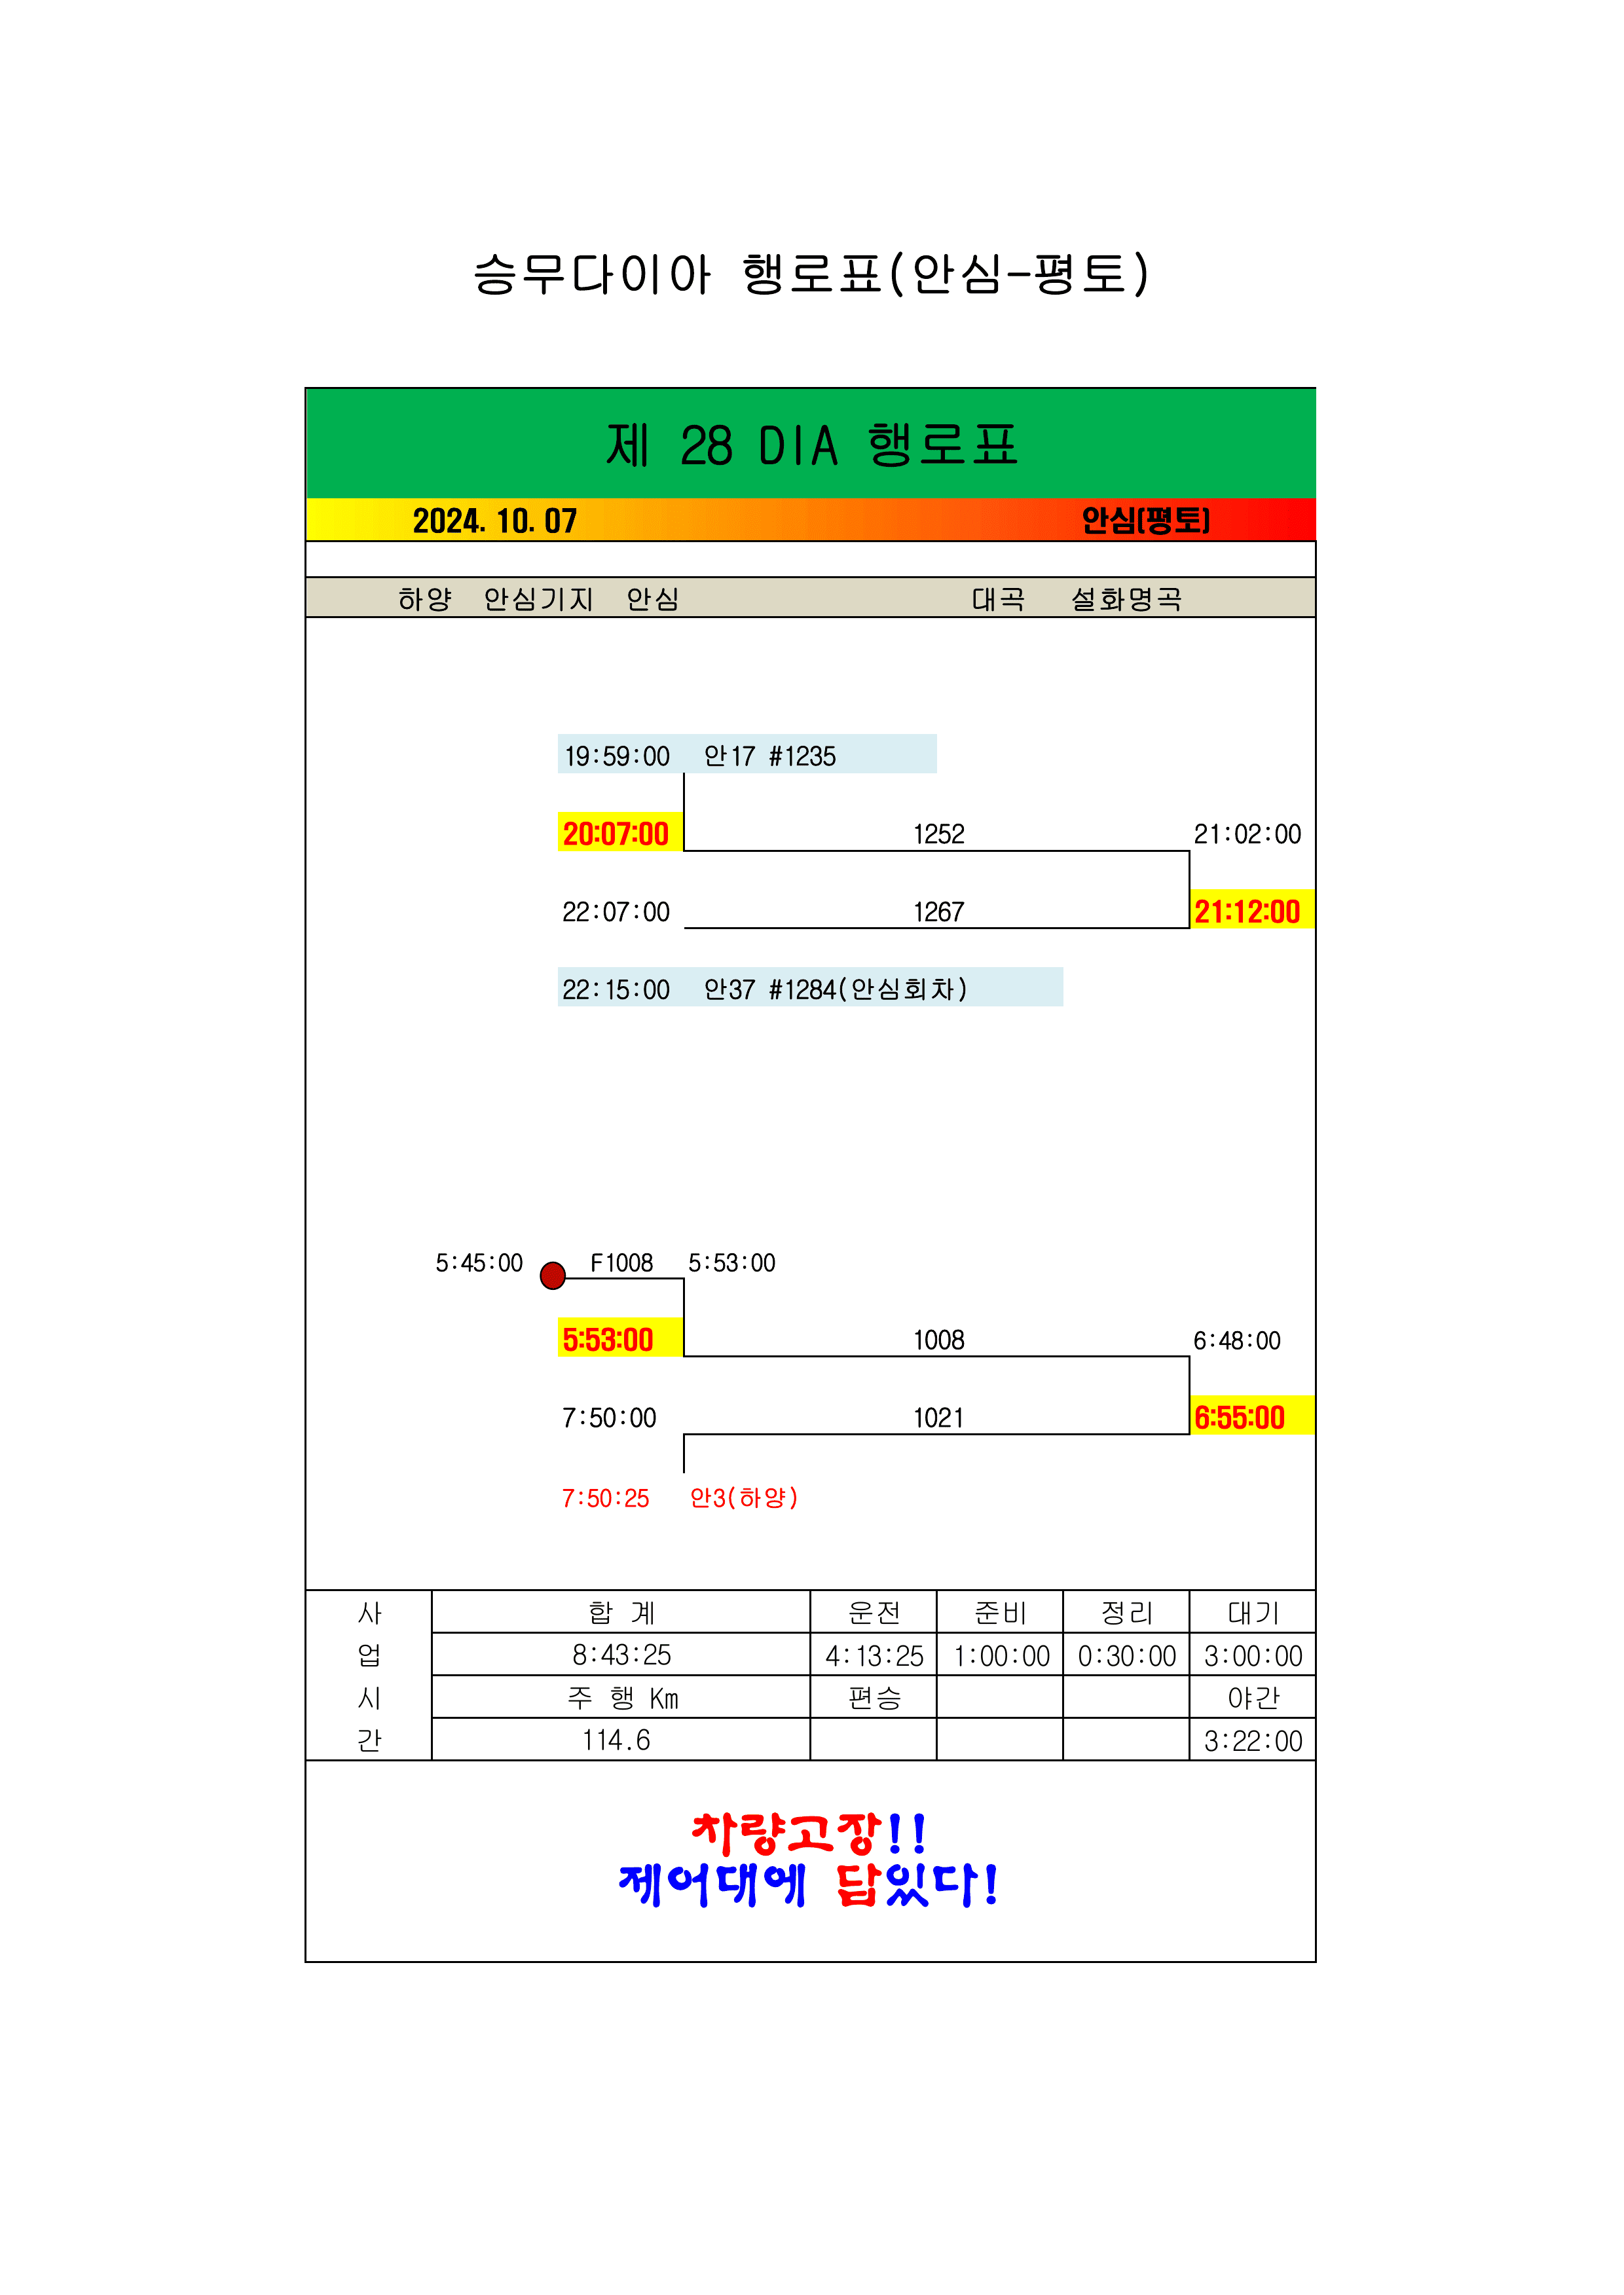 승무다이아 행로표(안심-평토)
제 28 DIA 행로표
2024. 10. 07 안심(평토)
하양 안심기지 안심 대곡 설화명곡
19:59:00 안17 #1235
20:07:00 1252 21:02:00
22:07:00 1267 21:12:00
22:15:00 안37 #1284(안심회차)
5:45:00 F1008 5:53:00
5:53:00 1008 6:48:00
7:50:00 1021 6:55:00
7:50:25 안3(하양)
사 합 계 운전 준비 정리 대기
업 8:43:25 4:13:25 1:00:00 0:30:00 3:00:00
시 주 행 Km 편승 야간
간 114.6 3:22:00
차량고장!!
제어대에 답있다!